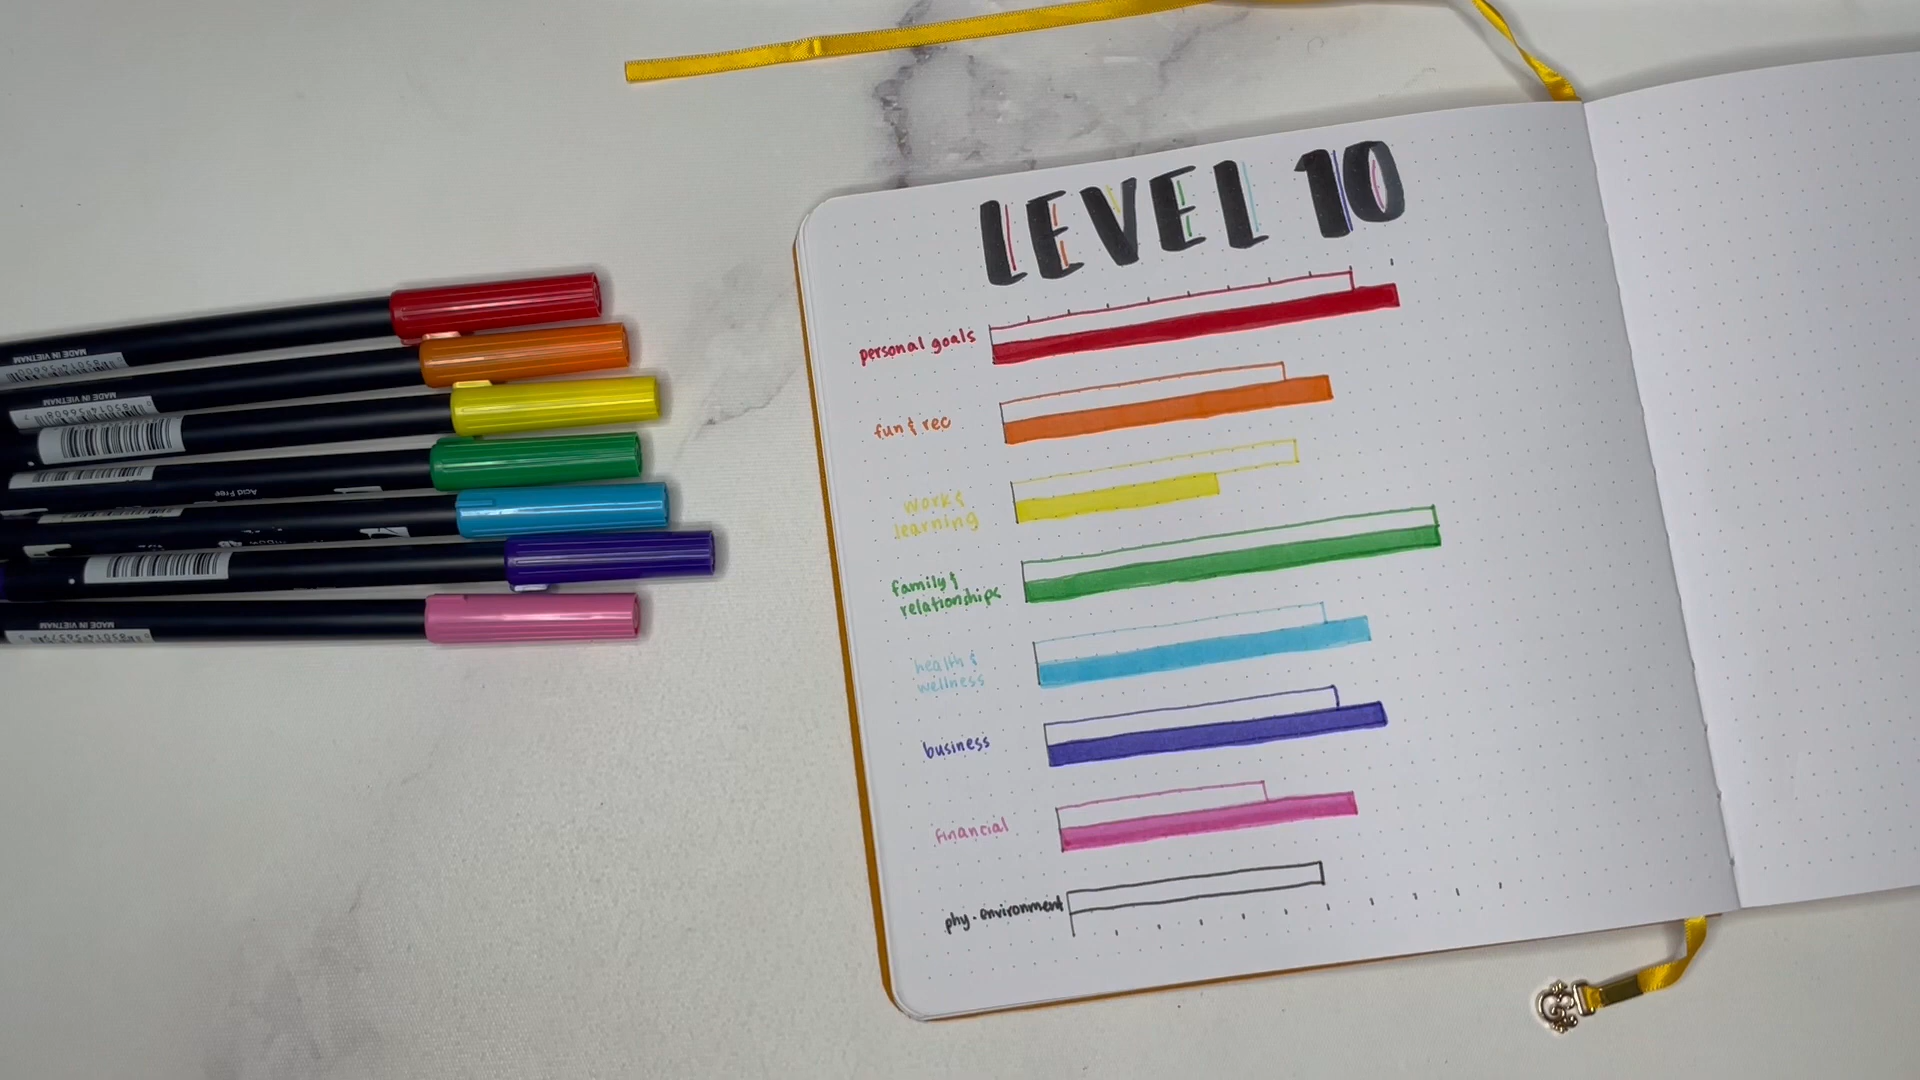 LEVEL 10
personal goals
fun & rec
work &
learning
family &
relationships
health &
wellness
business
financial
phy. environment
MADE IN VIETNAM
MADE IN VIETNAM
Acid Free
MADE IN VIETNAM